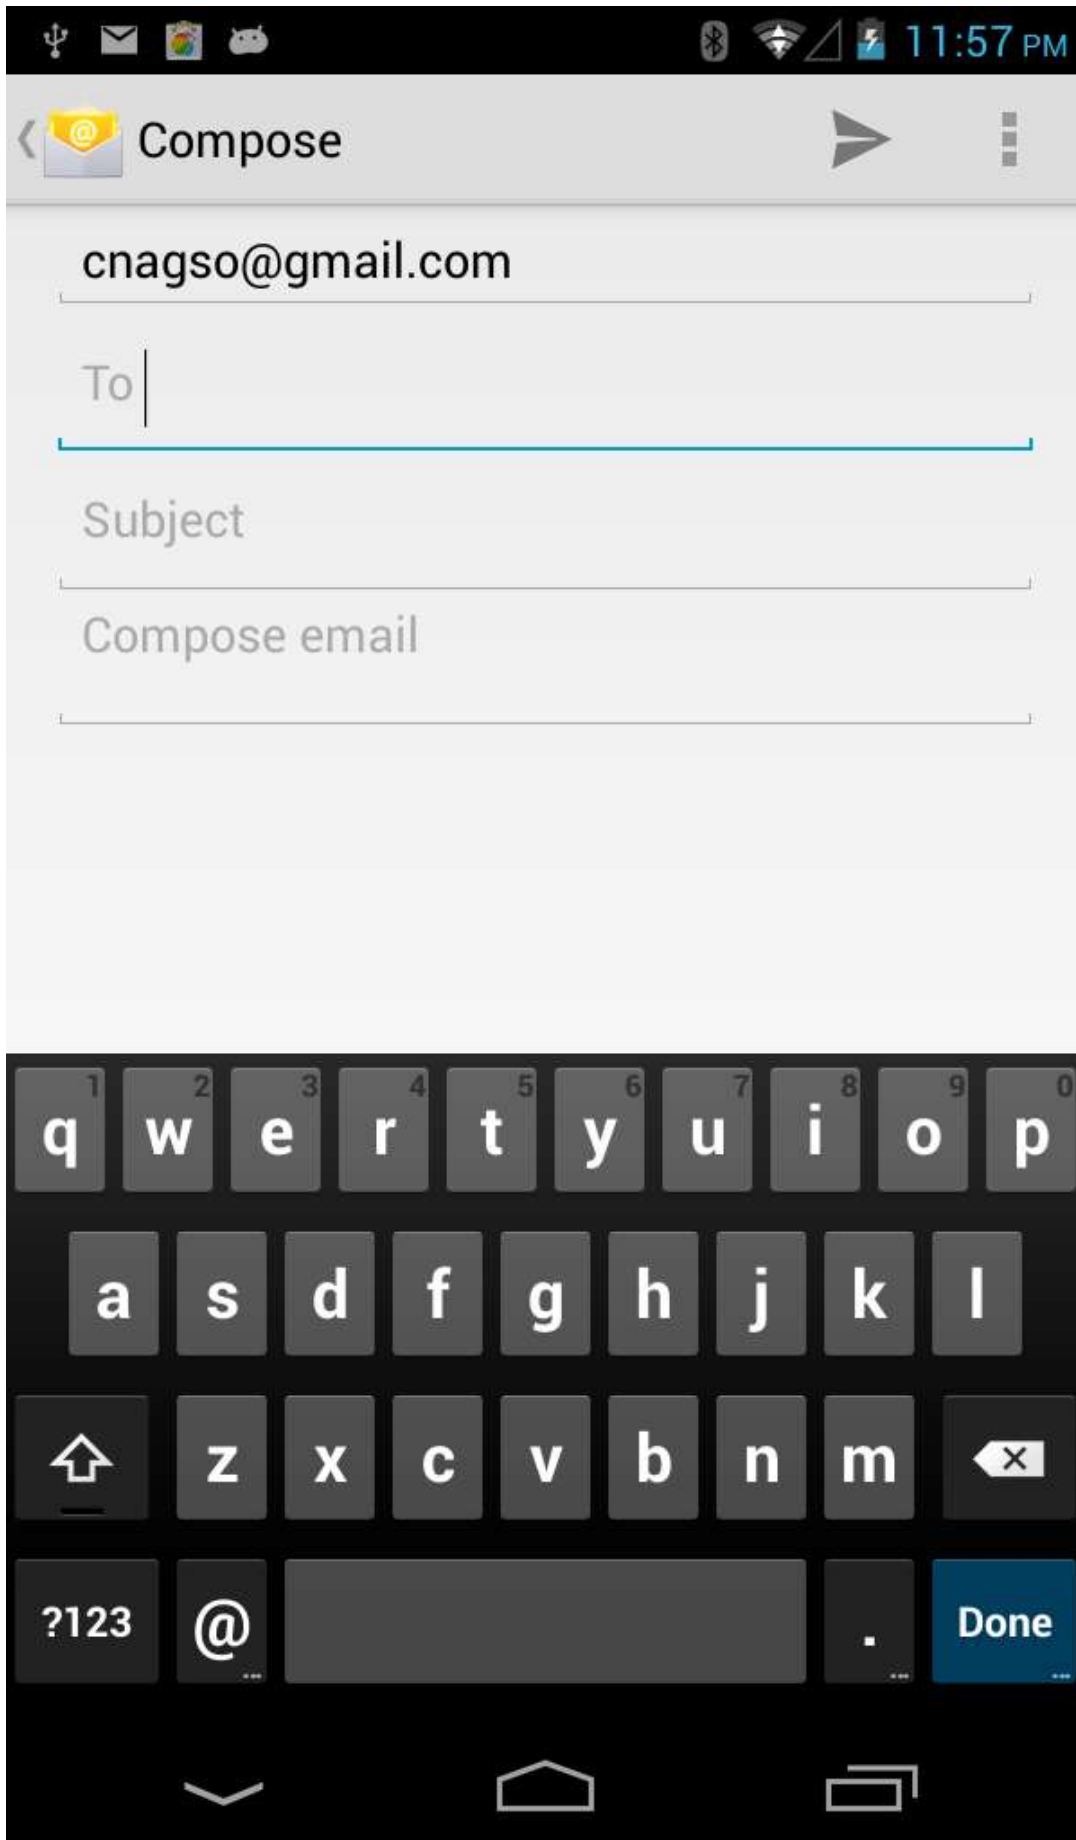 11:57 PM
Compose
cnagso@gmail.com
To
Subject
Compose email
1 2 3 4 5 6 7 8 9 0
q w e r t y u i o p
a s d f g h j k l
z x c v b n m
?123 @ . Done